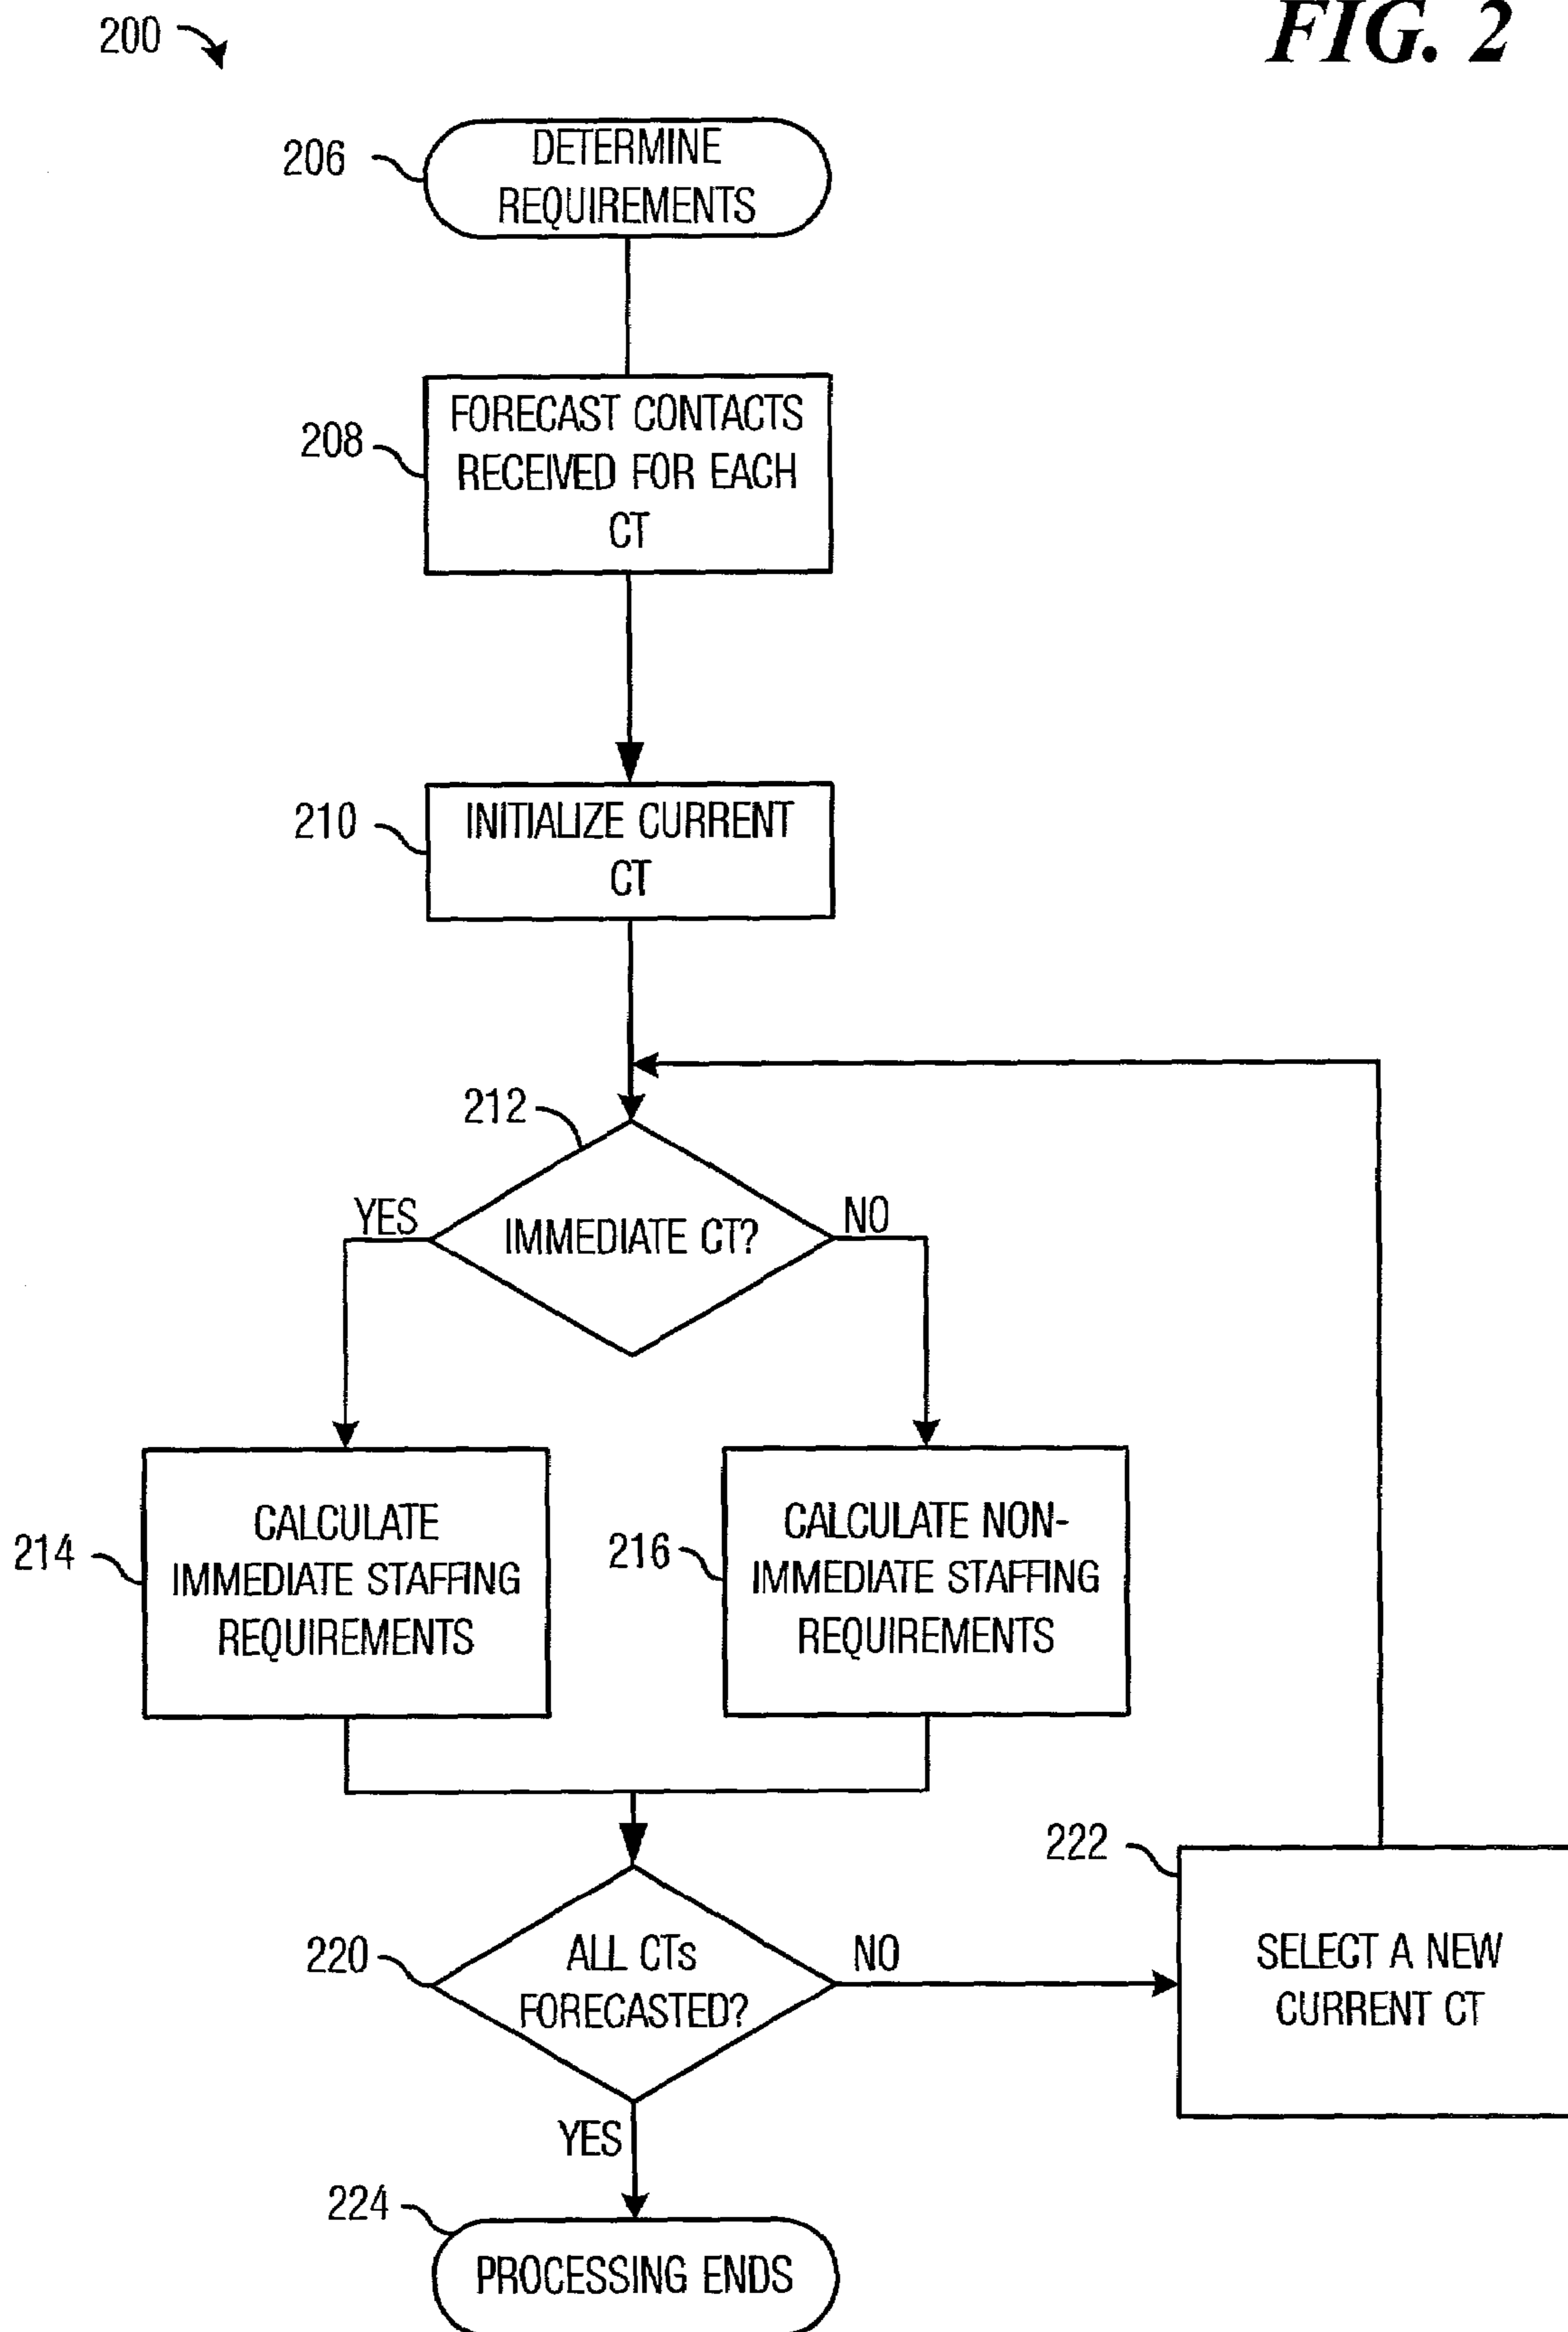 200
FIG. 2
206
DETERMINE
REQUIREMENTS
208
FORECAST CONTACTS
RECEIVED FOR EACH
CT
210
INITIALIZE CURRENT
CT
212
YES
IMMEDIATE CT?
NO
214
CALCULATE
IMMEDIATE STAFFING
REQUIREMENTS
216
CALCULATE NON-
IMMEDIATE STAFFING
REQUIREMENTS
220
ALL CTs
FORECASTED?
NO
222
SELECT A NEW
CURRENT CT
YES
224
PROCESSING ENDS